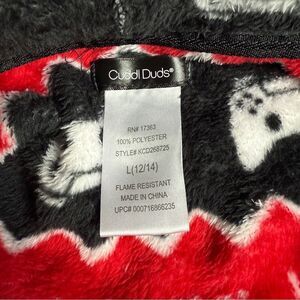 Cuddl Duds®
RN# 17363
100% POLYESTER
STYLE# KCD268725
L(12/14)
FLAME RESISTANT
MADE IN CHINA
UPC# 000716866235